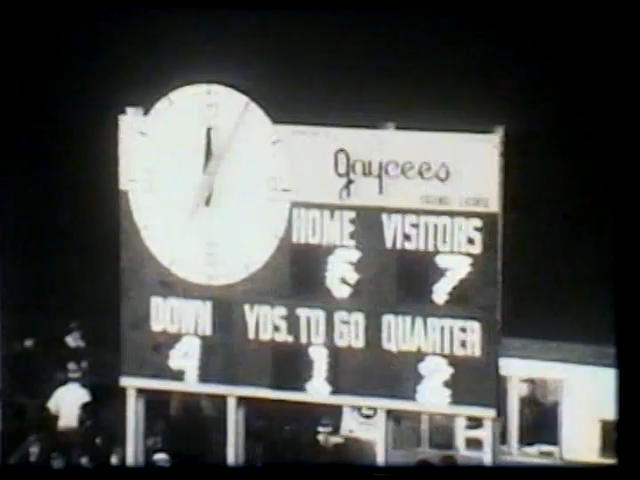 Jaycees
HOME VISITORS
6 7
DOWN YDS. TO GO QUARTER
4 1 2